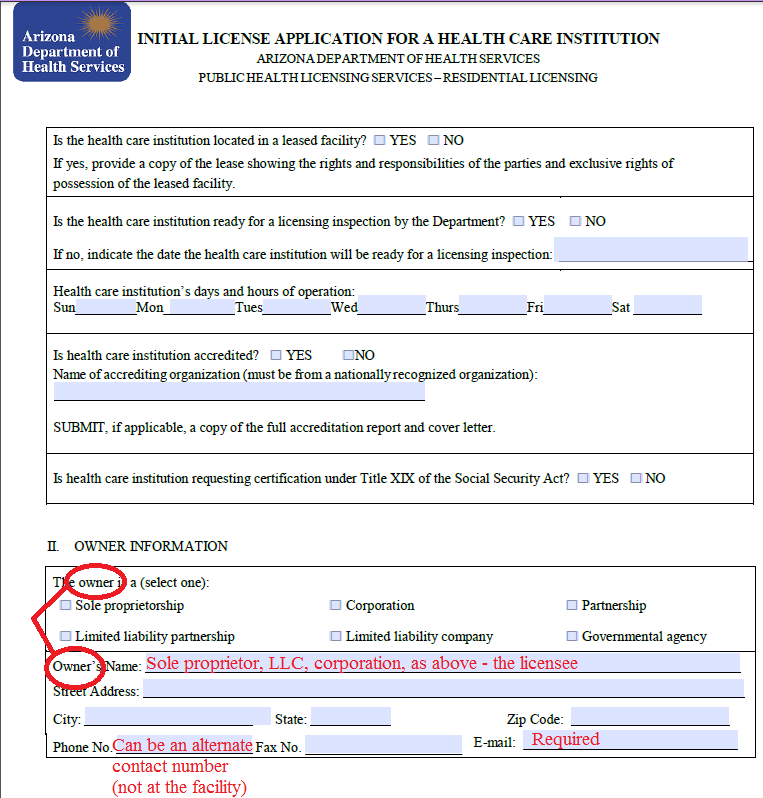 Arizona
Department of
Health Services
INITIAL LICENSE APPLICATION FOR A HEALTH CARE INSTITUTION
ARIZONA DEPARTMENT OF HEALTH SERVICES
PUBLIC HEALTH LICENSING SERVICES – RESIDENTIAL LICENSING
Is the health care institution located in a leased facility? YES NO
If yes, provide a copy of the lease showing the rights and responsibilities of the parties and exclusive rights of
possession of the leased facility.
Is the health care institution ready for a licensing inspection by the Department? YES NO
If no, indicate the date the health care institution will be ready for a licensing inspection:
Health care institution's days and hours of operation:
Sun Mon Tues Wed Thurs Fri Sat
Is health care institution accredited? YES NO
Name of accrediting organization (must be from a nationally recognized organization):
SUBMIT, if applicable, a copy of the full accreditation report and cover letter.
Is health care institution requesting certification under Title XIX of the Social Security Act? YES NO
II. OWNER INFORMATION
The owner is a (select one):
Sole proprietorship Corporation Partnership
Limited liability partnership Limited liability company Governmental agency
Owner's Name: Sole proprietor, LLC, corporation, as above - the licensee
Street Address:
City: State: Zip Code:
Phone No. Can be an alternate Fax No. E-mail: Required
contact number
(not at the facility)